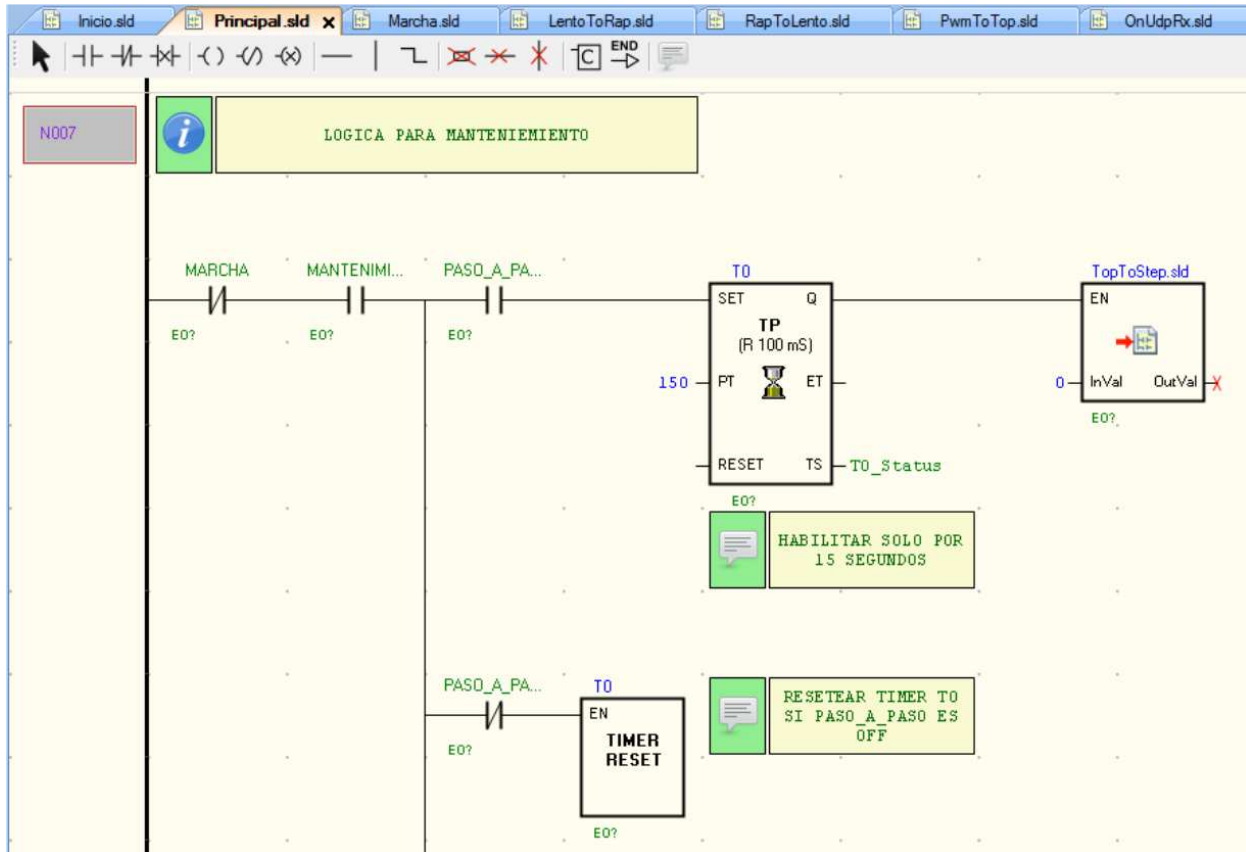 Inicio.sld Principal.sld x Marcha.sld LentoToRap.sld RapToLento.sld PwmToTop.sld OnUdpRx.sld
C END
N007
i
LOGICA PARA MANTENIEMIENTO
MARCHA MANTENIMI... PASO_A_PA... T0 TopToStep.sld
SET Q EN
TP
(R 100 mS)
E0? E0? E0?
150 PT ET 0 InVal OutVal X
E0?
RESET TS T0_Status
E0?
HABILITAR SOLO POR
15 SEGUNDOS
PASO_A_PA... T0
EN
TIMER
RESET
E0?
RESETEAR TIMER T0
SI PASO_A_PASO ES
OFF
E0?